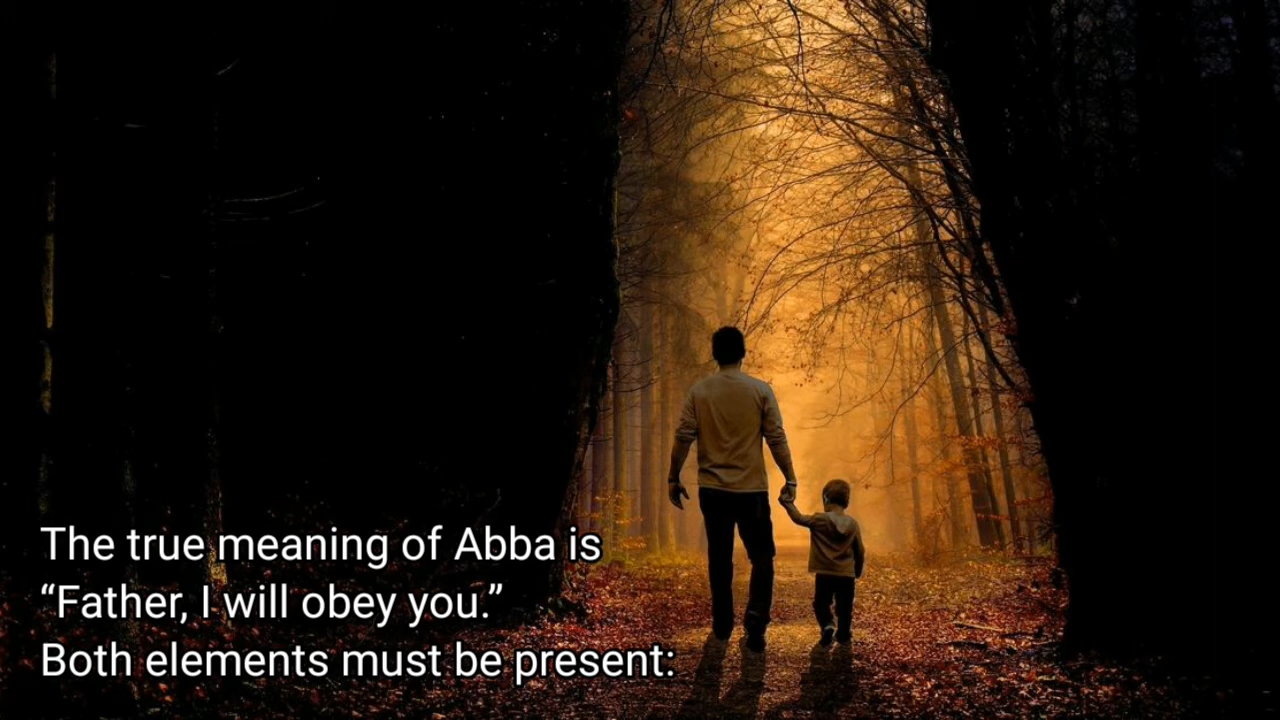 The true meaning of Abba is
“Father, I will obey you.”
Both elements must be present: